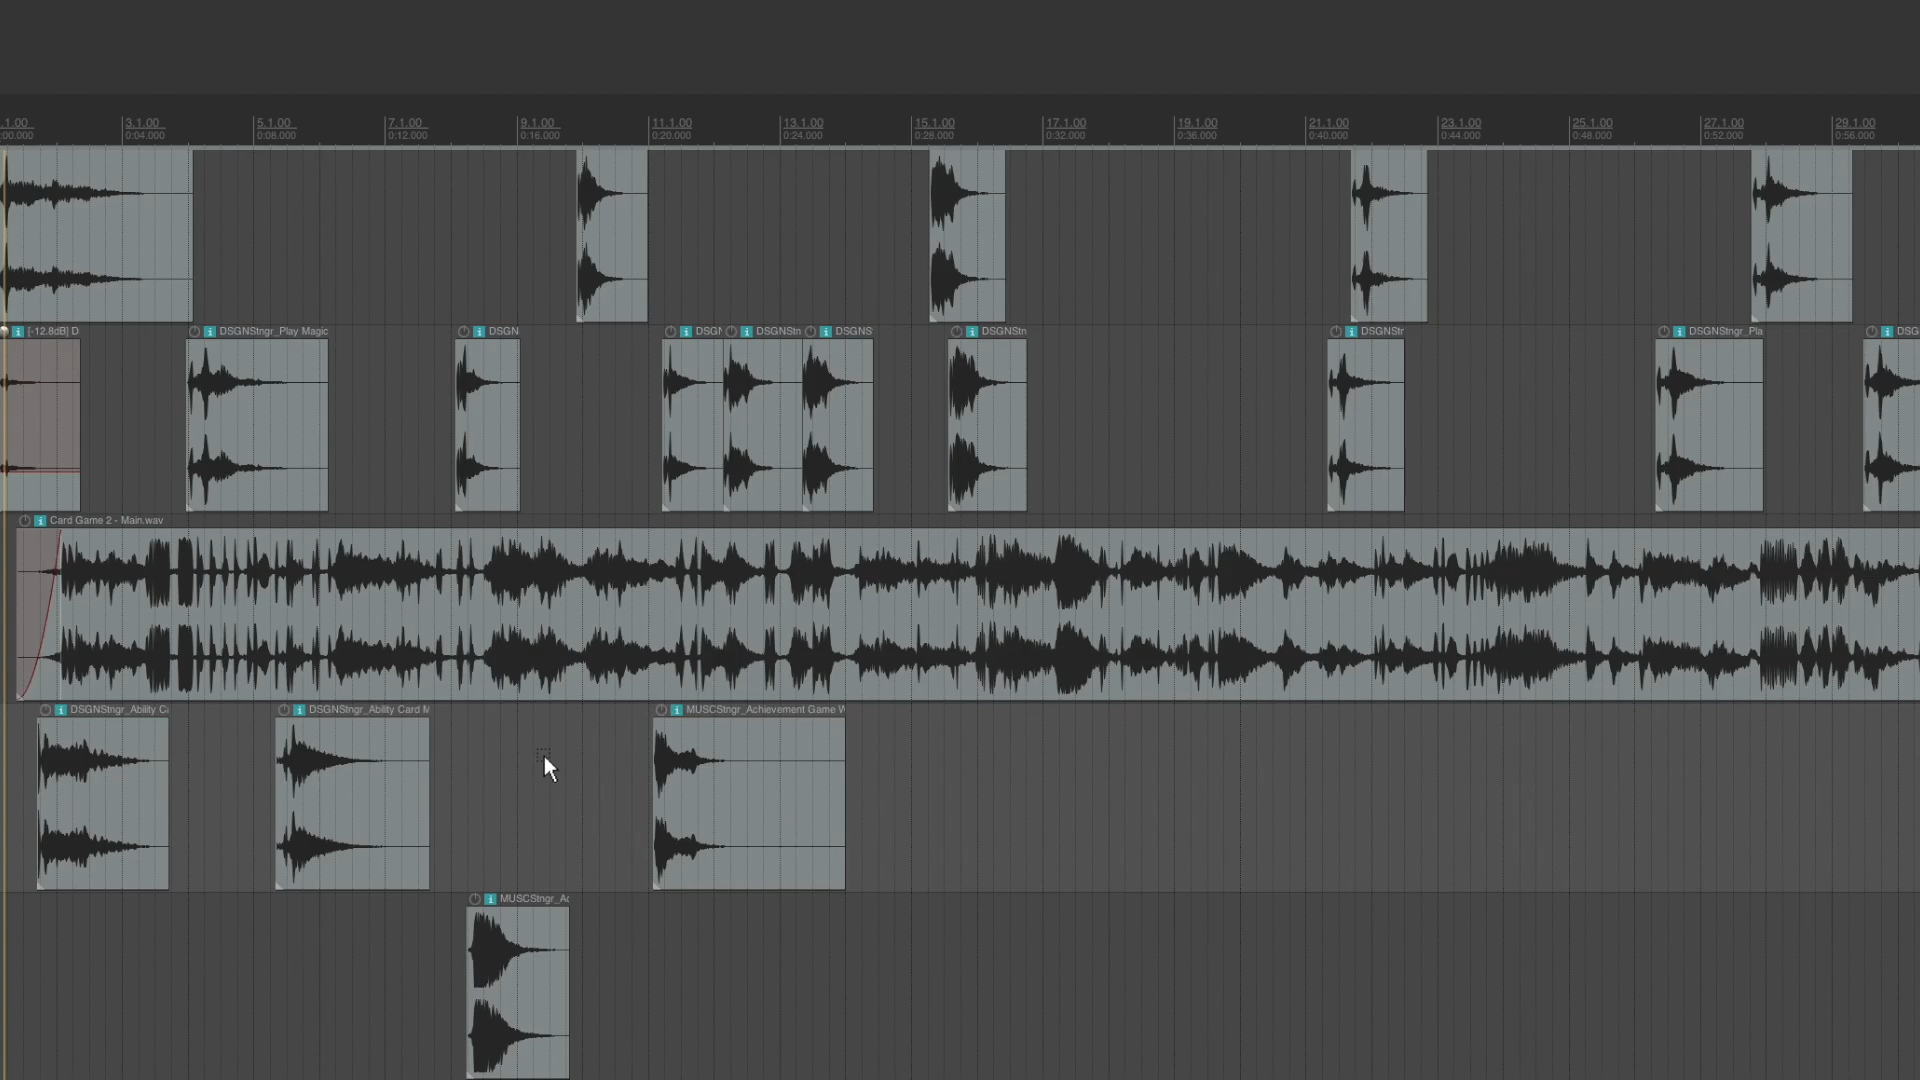 .1.00 3.1.00 5.1.00 7.1.00 9.1.00 11.1.00 13.1.00 15.1.00 17.1.00 19.1.00 21.1.00 23.1.00 25.1.00 27.1.00 29.1.00
:00.000 0:04.000 0:08.000 0:12.000 0:16.000 0:20.000 0:24.000 0:28.000 0:32.000 0:36.000 0:40.000 0:44.000 0:48.000 0:52.000 0:56.000
[-12.8dB] D DSGNStngr_Play Magic DSGN DSGN DSGNStn DSGNS DSGNStn DSGNStr DSGNStngr_Pla DSG
Card Game 2 - Main.wav
DSGNStngr_Ability Ca DSGNStngr_Ability Card M MUSCStngr_Achievement Game W
MUSCStngr_Ac